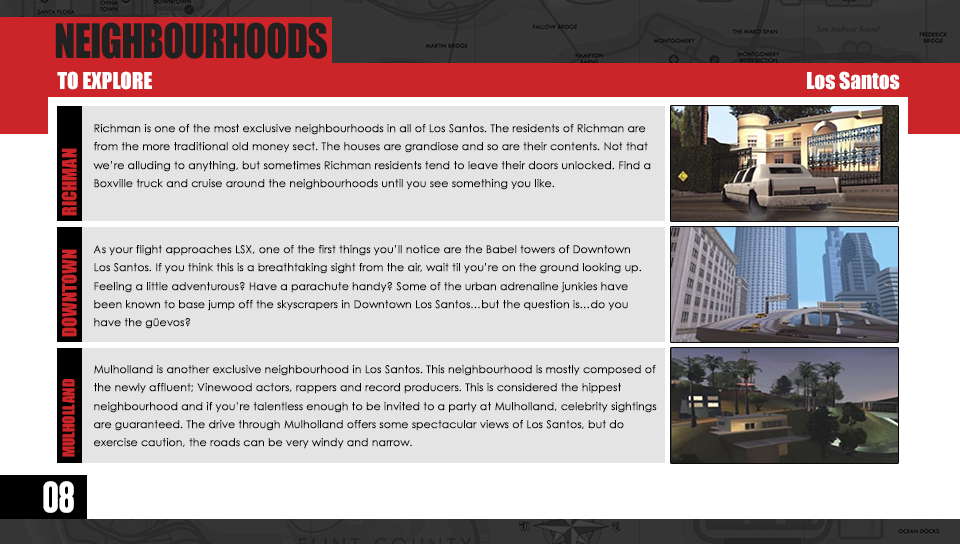 SANTA FLORA
CHINA TOWN
DOWNTOWN
FALLOW BRIDGE
MARTIN BRIDGE
MONTGOMERY
THE MAKO SPAN
San Andreas Sound
FREDERICK BRIDGE
HAMPTON BARNS
MONTGOMERY INTERSECTION
NEIGHBOURHOODS
TO EXPLORE
Los Santos
RICHMAN
Richman is one of the most exclusive neighbourhoods in all of Los Santos. The residents of Richman are
from the more traditional old money sect. The houses are grandiose and so are their contents. Not that
we're alluding to anything, but sometimes Richman residents tend to leave their doors unlocked. Find a
Boxville truck and cruise around the neighbourhoods until you see something you like.
DOWNTOWN
As your flight approaches LSX, one of the first things you'll notice are the Babel towers of Downtown
Los Santos. If you think this is a breathtaking sight from the air, wait til you're on the ground looking up.
Feeling a little adventurous? Have a parachute handy? Some of the urban adrenaline junkies have
been known to base jump off the skyscrapers in Downtown Los Santos...but the question is...do you
have the güevos?
MULHOLLAND
Mulholland is another exclusive neighbourhood in Los Santos. This neighbourhood is mostly composed of
the newly affluent; Vinewood actors, rappers and record producers. This is considered the hippest
neighbourhood and if you're talentless enough to be invited to a party at Mulholland, celebrity sightings
are guaranteed. The drive through Mulholland offers some spectacular views of Los Santos, but do
exercise caution, the roads can be very windy and narrow.
08
FLINT COUNTY
OCEAN DOCKS